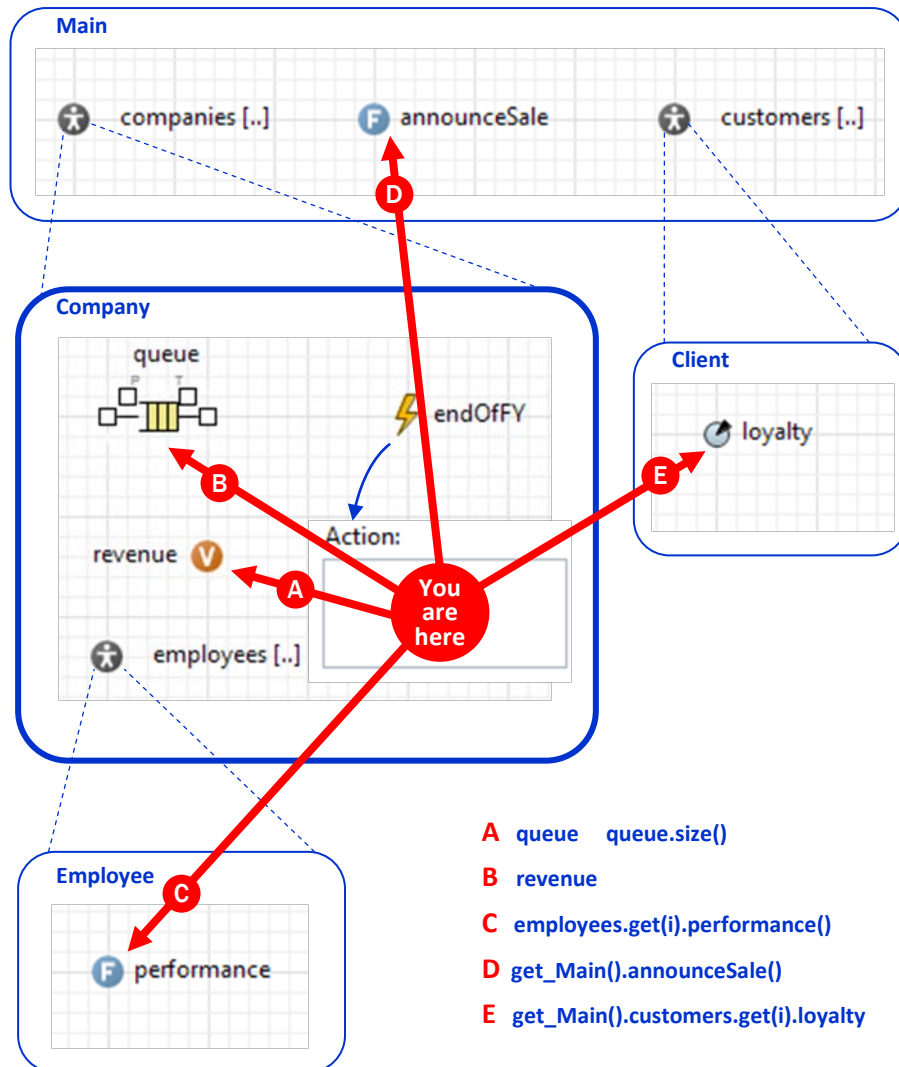 Main
companies [..]
F announceSale
customers [..]
D
Company
queue
P T
endOfFY
Client
loyalty
B
E
Action:
revenue V
A
You
are
here
employees [..]
Employee
C
F performance
A queue queue.size()
B revenue
C employees.get(i).performance()
D get_Main().announceSale()
E get_Main().customers.get(i).loyalty